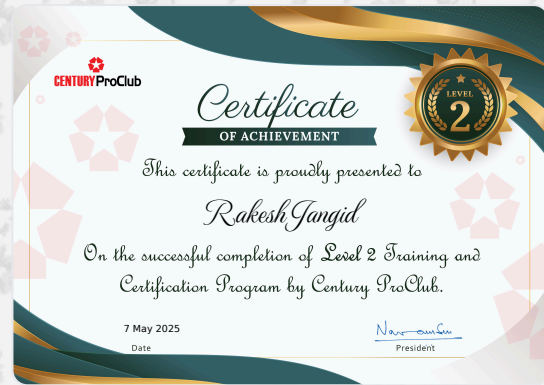 CENTURY ProClub
Certificate
OF ACHIEVEMENT
LEVEL
2
This certificate is proudly presented to
Rakesh Jangid
On the successful completion of Level 2 Training and
Certification Program by Century ProClub.
7 May 2025
Date
President